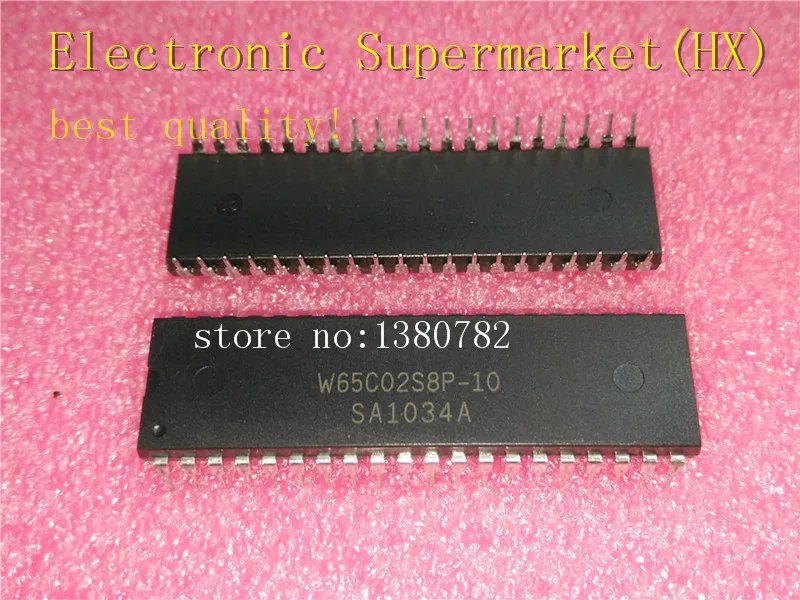 Electronic Supermarket(HX)
best quality!
store no:1380782
W65C02S8P-10
SA1034A